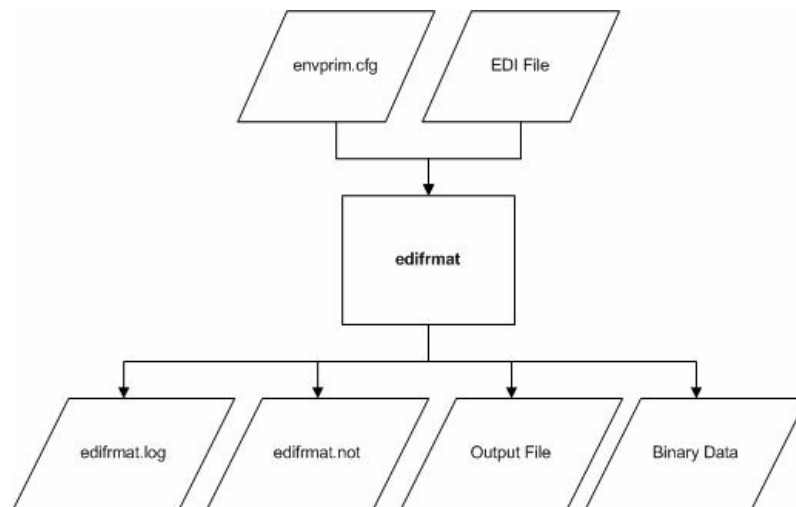 envprim.cfg
EDI File
edifrmat
edifrmat.log
edifrmat.not
Output File
Binary Data